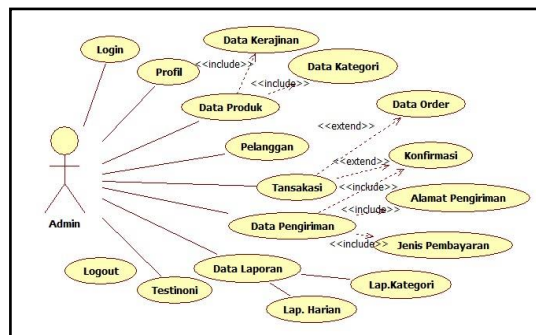 Login
Profil
Data Kerajinan
<<include>>
Data Kategori
<<include>>
Data Produk
Data Order
<<extend>>
Pelanggan
<<extend>>
Konfirmasi
Tansakasi
<<include>>
Alamat Pengiriman
<<include>>
Data Pengiriman
Admin
<<include>>
Jenis Pembayaran
Logout
Data Laporan
Testinoni
Lap.Kategori
Lap. Harian